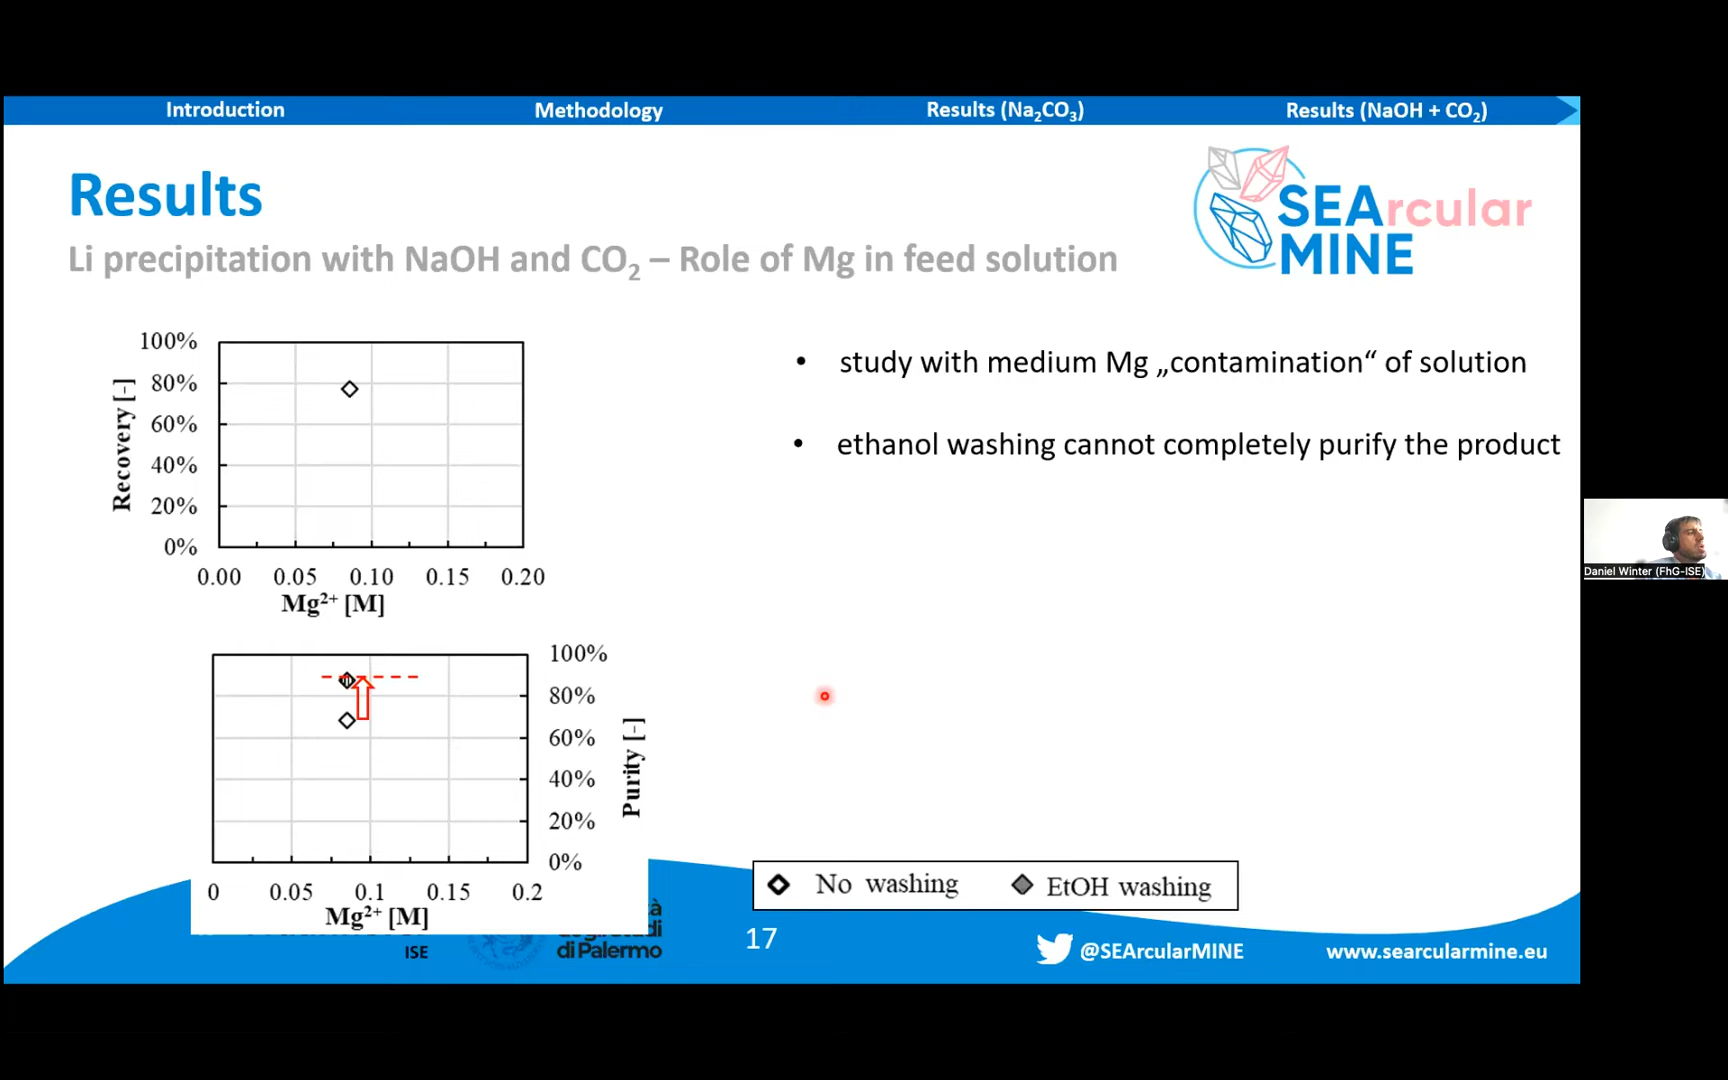 Introduction
Methodology
Results (Na₂CO₃)
Results (NaOH + CO₂)
Results
Li precipitation with NaOH and CO₂ – Role of Mg in feed solution
SEArcular
MINE
100%
80%
60%
40%
20%
0%
Recovery [-]
0.00 0.05 0.10 0.15 0.20
Mg²⁺ [M]
• study with medium Mg „contamination“ of solution
• ethanol washing cannot completely purify the product
Daniel Winter (FhG-ISE)
100%
80%
60%
40%
20%
0%
Purity [-]
0 0.05 0.1 0.15 0.2
Mg²⁺ [M]
No washing
EtOH washing
ISE
di Palermo
17
@SEArcularMINE
www.searcularmine.eu